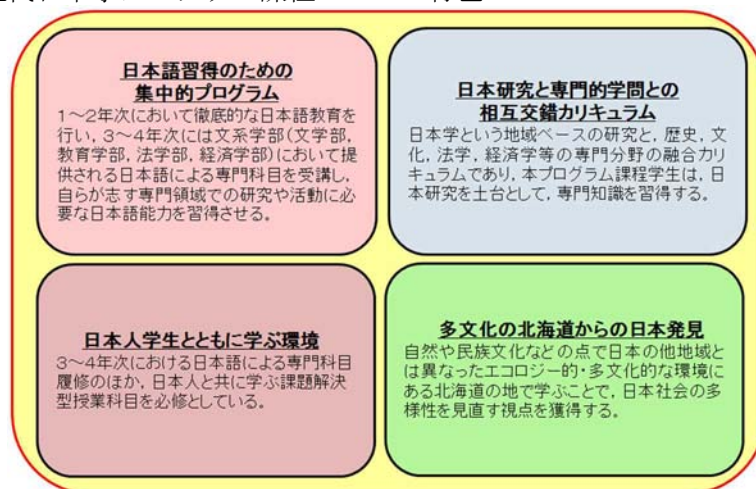 日本語習得のための
集中的プログラム
１～２年次において徹底的な日本語教育を
行い，３～４年次には文系学部（文学部，
教育学部，法学部，経済学部）において提
供される日本語による専門科目を受講し，
自らが志す専門領域での研究や活動に必
要な日本語能力を習得させる。
日本研究と専門的学問との
相互交錯カリキュラム
日本学という地域ベースの研究と，歴史，文
化，法学，経済学等の専門分野の融合カリ
キュラムであり，本プログラム課程学生は，日
本研究を土台として，専門知識を習得する。
日本人学生とともに学ぶ環境
３～４年次における日本語による専門科目
履修のほか，日本人と共に学ぶ課題解決
型授業科目を必修としている。
多文化の北海道からの日本発見
自然や民族文化などの点で日本の他地域と
は異なったエコロジー的・多文化的な環境に
ある北海道の地で学ぶことで，日本社会の多
様性を見直す視点を獲得する。